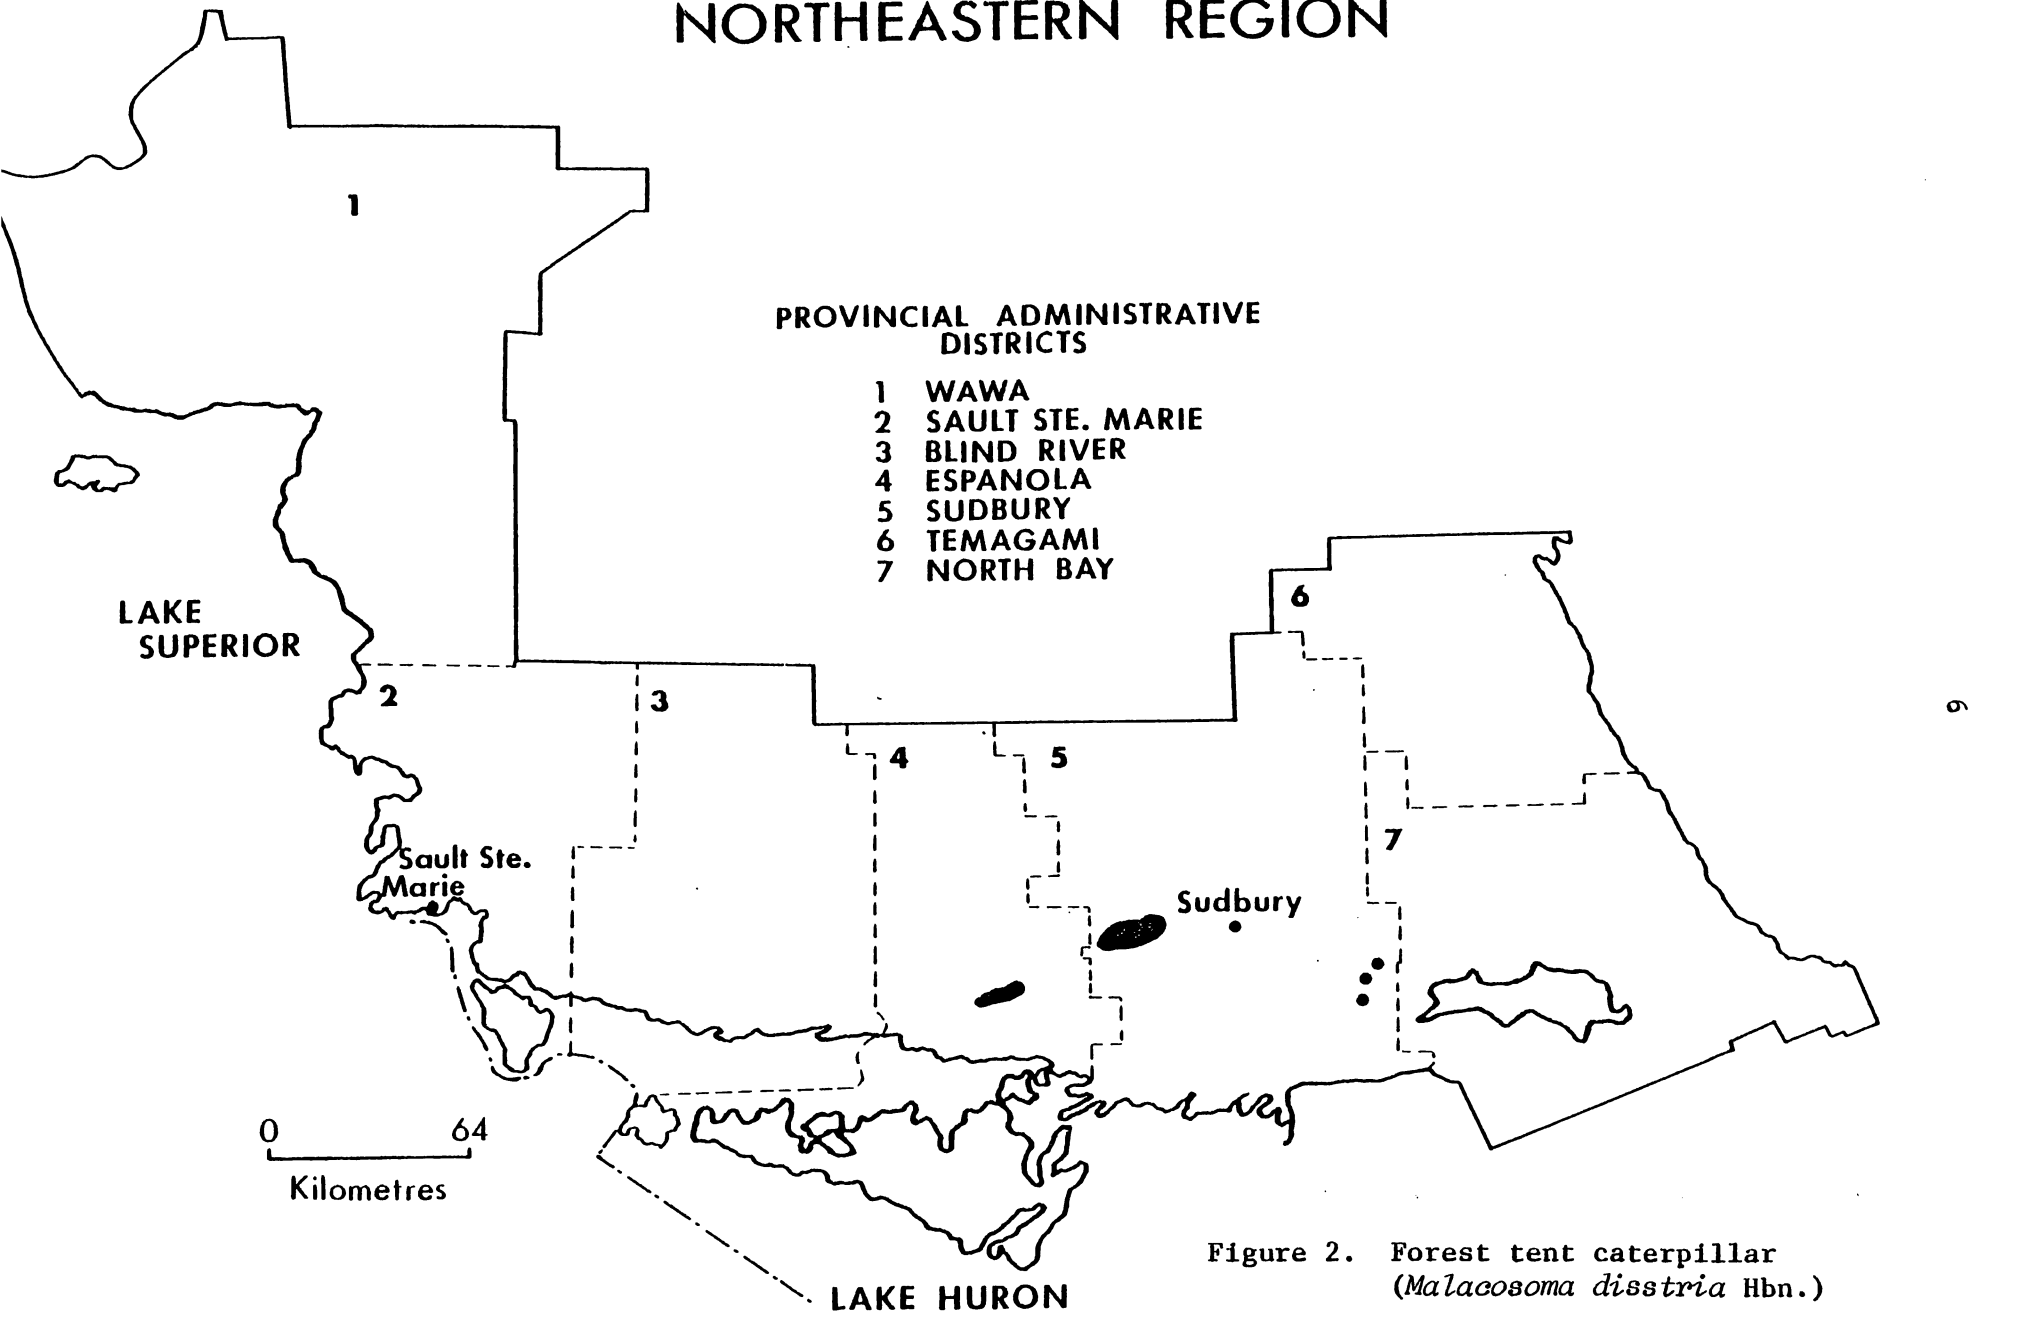 NORTHEASTERN REGION
1
PROVINCIAL ADMINISTRATIVE
DISTRICTS
1 WAWA
2 SAULT STE. MARIE
3 BLIND RIVER
4 ESPANOLA
5 SUDBURY
6 TEMAGAMI
7 NORTH BAY
6
LAKE
SUPERIOR
2
3
4
5
6
7
Sault Ste.
Marie
Sudbury
0 64
Kilometres
LAKE HURON
Figure 2. Forest tent caterpillar
(Malacosoma disstria Hbn.)